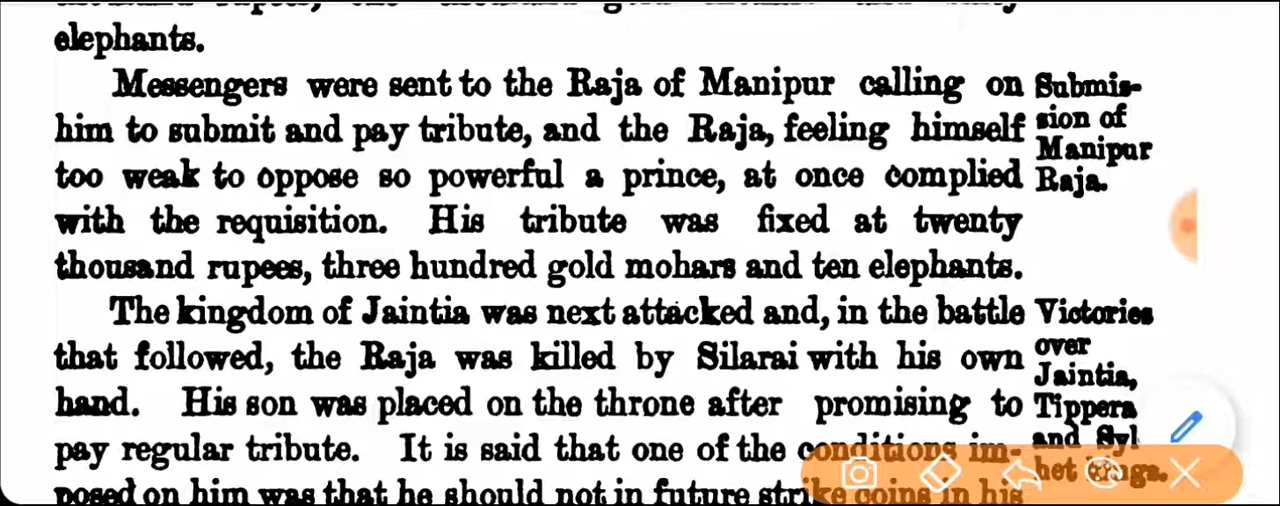 elephants.
Messengers were sent to the Raja of Manipur calling on
him to submit and pay tribute, and the Raja, feeling himself
too weak to oppose so powerful a prince, at once complied
with the requisition. His tribute was fixed at twenty
thousand rupees, three hundred gold mohars and ten elephants.
The kingdom of Jaintia was next attacked and, in the battle
that followed, the Raja was killed by Silarai with his own
hand. His son was placed on the throne after promising to
pay regular tribute. It is said that one of the conditions im-
posed on him was that he should not in future strike coins in his
Submis-
sion of
Manipur
Raja.
Victories
over
Jaintia,
Tippera
and Syl
het kings.